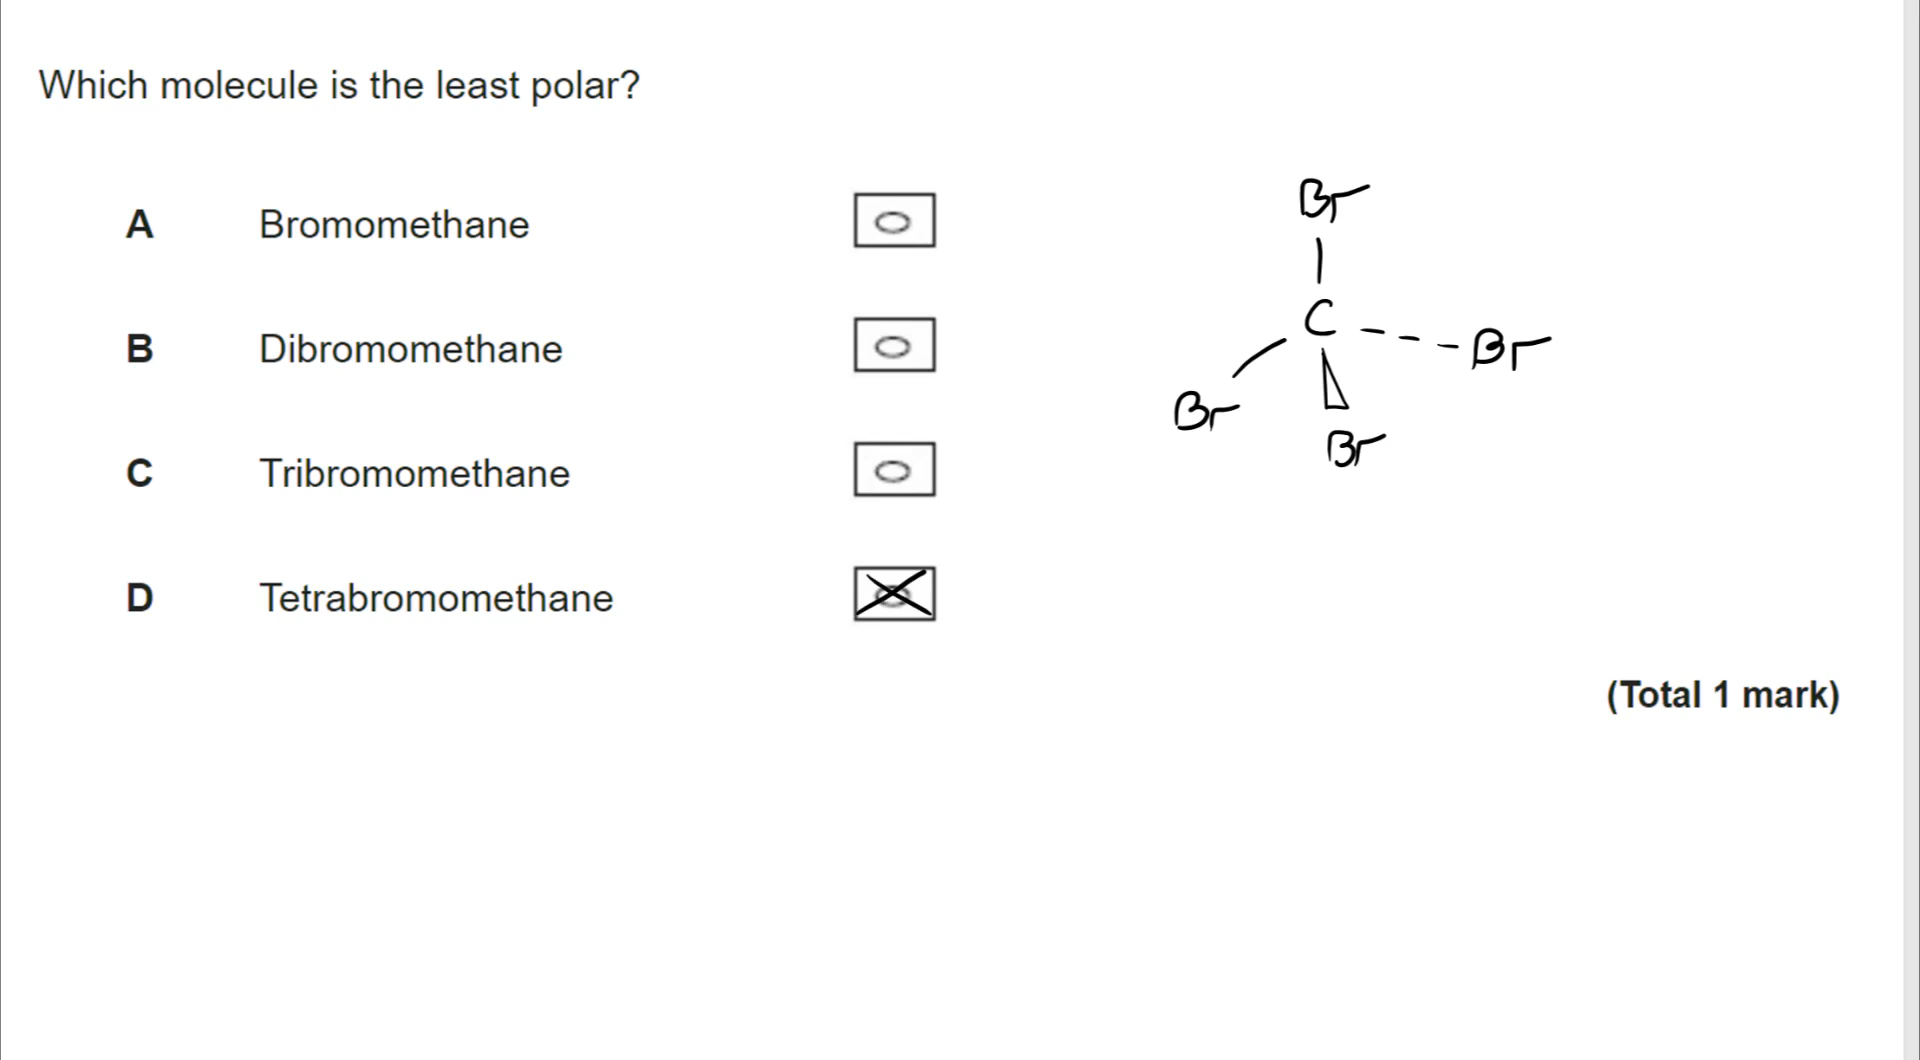 Which molecule is the least polar?
A Bromomethane
B Dibromomethane
C Tribromomethane
D Tetrabromomethane
Br
C
Br
Br
Br
(Total 1 mark)